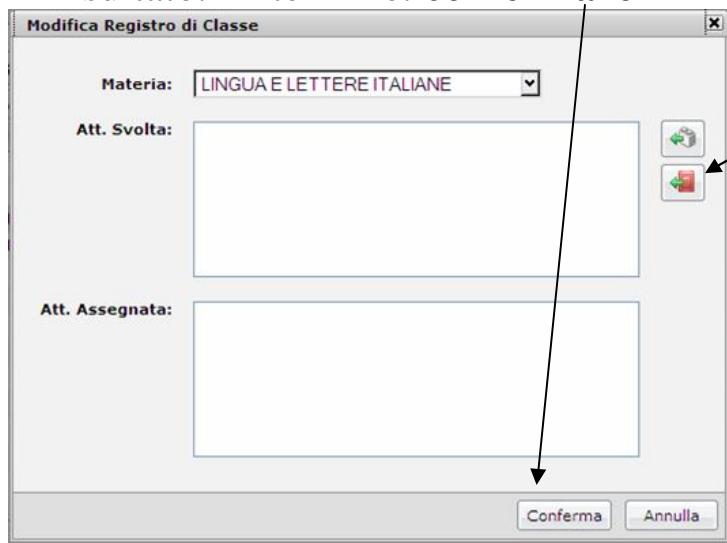 Modifica Registro di Classe
Materia: LINGUA E LETTERE ITALIANE
Att. Svolta:
Att. Assegnata:
Conferma Annulla